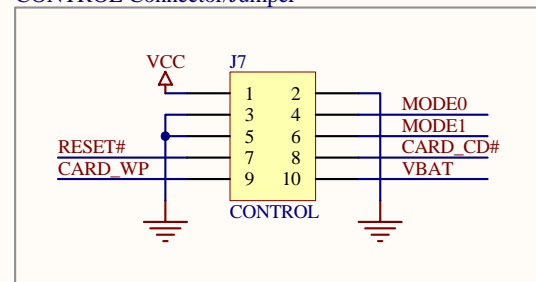 CONTROL Connector/Jumper
VCC
J7
1 2
3 4 MODE0
5 6 MODE1
RESET# 7 8 CARD_CD#
CARD_WP 9 10 VBAT
CONTROL